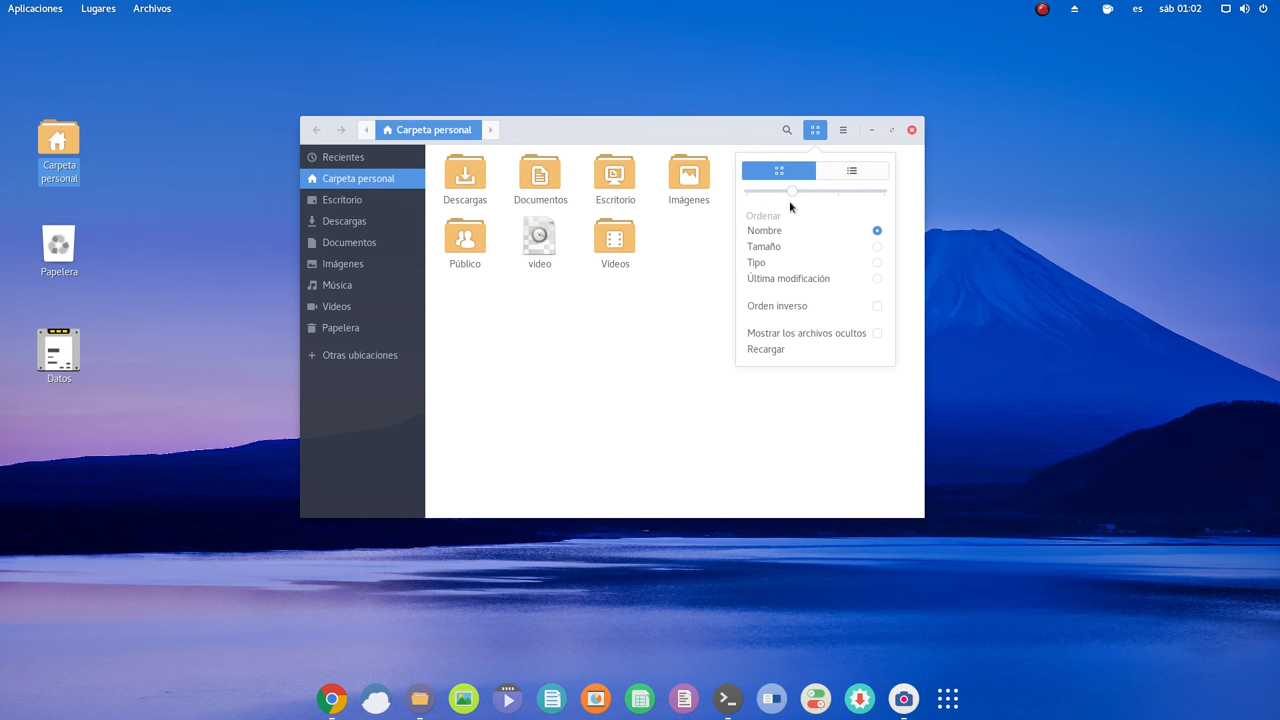 Aplicaciones
Lugares
Archivos
es
sáb 01:02
Carpeta
personal
Papelera
Datos
Carpeta personal
Recientes
Carpeta personal
Escritorio
Descargas
Documentos
Imágenes
Música
Vídeos
Papelera
Otras ubicaciones
Descargas
Documentos
Escritorio
Imágenes
Público
video
Vídeos
Ordenar
Nombre
Tamaño
Tipo
Última modificación
Orden inverso
Mostrar los archivos ocultos
Recargar